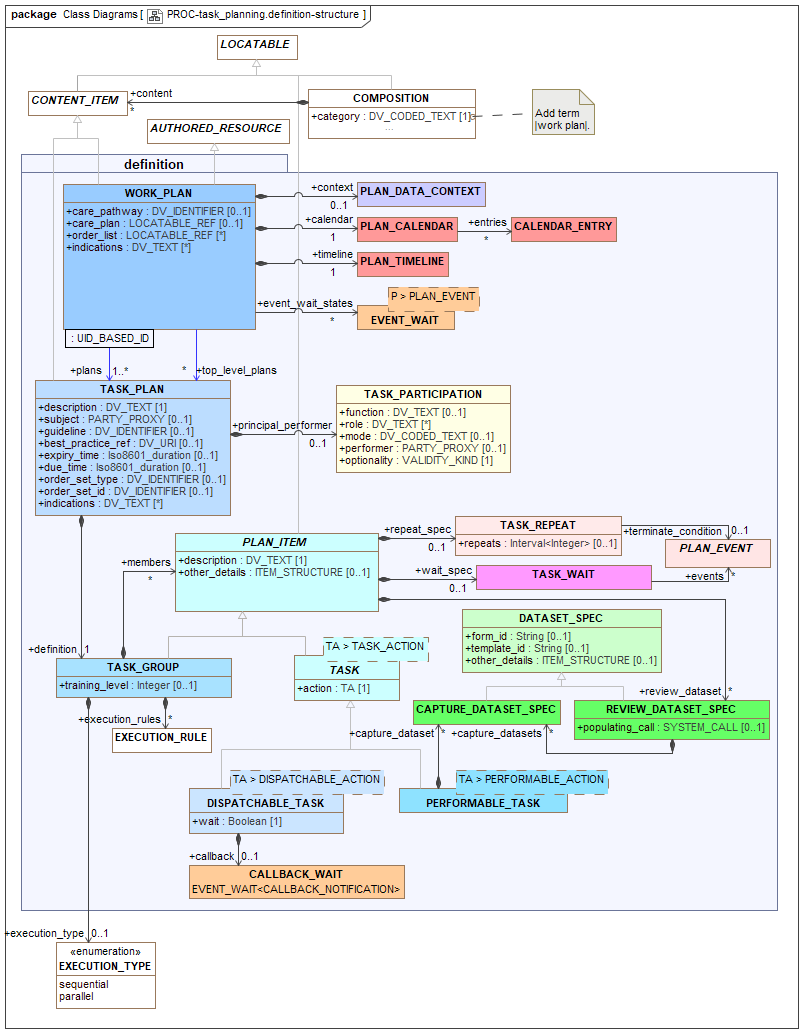 package Class Diagrams [ PROC-task_planning.definition-structure ]
LOCATABLE
CONTENT_ITEM
+content
*
COMPOSITION
+category : DV_CODED_TEXT [1]
...
Add term
|work plan|.
AUTHORED_RESOURCE
definition
WORK_PLAN
+care_pathway : DV_IDENTIFIER [0..1]
+care_plan : LOCATABLE_REF [0..1]
+order_list : LOCATABLE_REF [*]
+indications : DV_TEXT [*]
+context
0..1
PLAN_DATA_CONTEXT
+calendar
1
PLAN_CALENDAR
+entries
*
CALENDAR_ENTRY
+timeline
1
PLAN_TIMELINE
P > PLAN_EVENT
+event_wait_states
*
EVENT_WAIT
: UID_BASED_ID
+plans
1..*
*
+top_level_plans
TASK_PLAN
+description : DV_TEXT [1]
+subject : PARTY_PROXY [0..1]
+guideline : DV_IDENTIFIER [0..1]
+best_practice_ref : DV_URI [0..1]
+expiry_time : Iso8601_duration [0..1]
+due_time : Iso8601_duration [0..1]
+order_set_type : DV_IDENTIFIER [0..1]
+order_set_id : DV_IDENTIFIER [0..1]
+indications : DV_TEXT [*]
+principal_performer
0..1
TASK_PARTICIPATION
+function : DV_TEXT [0..1]
+role : DV_TEXT [*]
+mode : DV_CODED_TEXT [0..1]
+performer : PARTY_PROXY [0..1]
+optionality : VALIDITY_KIND [1]
PLAN_ITEM
+description : DV_TEXT [1]
+other_details : ITEM_STRUCTURE [0..1]
+members
*
+repeat_spec
0..1
TASK_REPEAT
+repeats : Interval<Integer> [0..1]
+terminate_condition
0..1
PLAN_EVENT
+wait_spec
0..1
TASK_WAIT
+events
*
DATASET_SPEC
+form_id : String [0..1]
+template_id : String [0..1]
+other_details : ITEM_STRUCTURE [0..1]
+definition
1
TASK_GROUP
+training_level : Integer [0..1]
TA > TASK_ACTION
TASK
+action : TA [1]
+review_dataset
*
CAPTURE_DATASET_SPEC
REVIEW_DATASET_SPEC
+populating_call : SYSTEM_CALL [0..1]
+execution_rules
*
EXECUTION_RULE
+capture_dataset
*
+capture_datasets
*
TA > DISPATCHABLE_ACTION
DISPATCHABLE_TASK
+wait : Boolean [1]
TA > PERFORMABLE_ACTION
PERFORMABLE_TASK
+callback
0..1
CALLBACK_WAIT
EVENT_WAIT<CALLBACK_NOTIFICATION>
+execution_type
0..1
«enumeration»
EXECUTION_TYPE
sequential
parallel